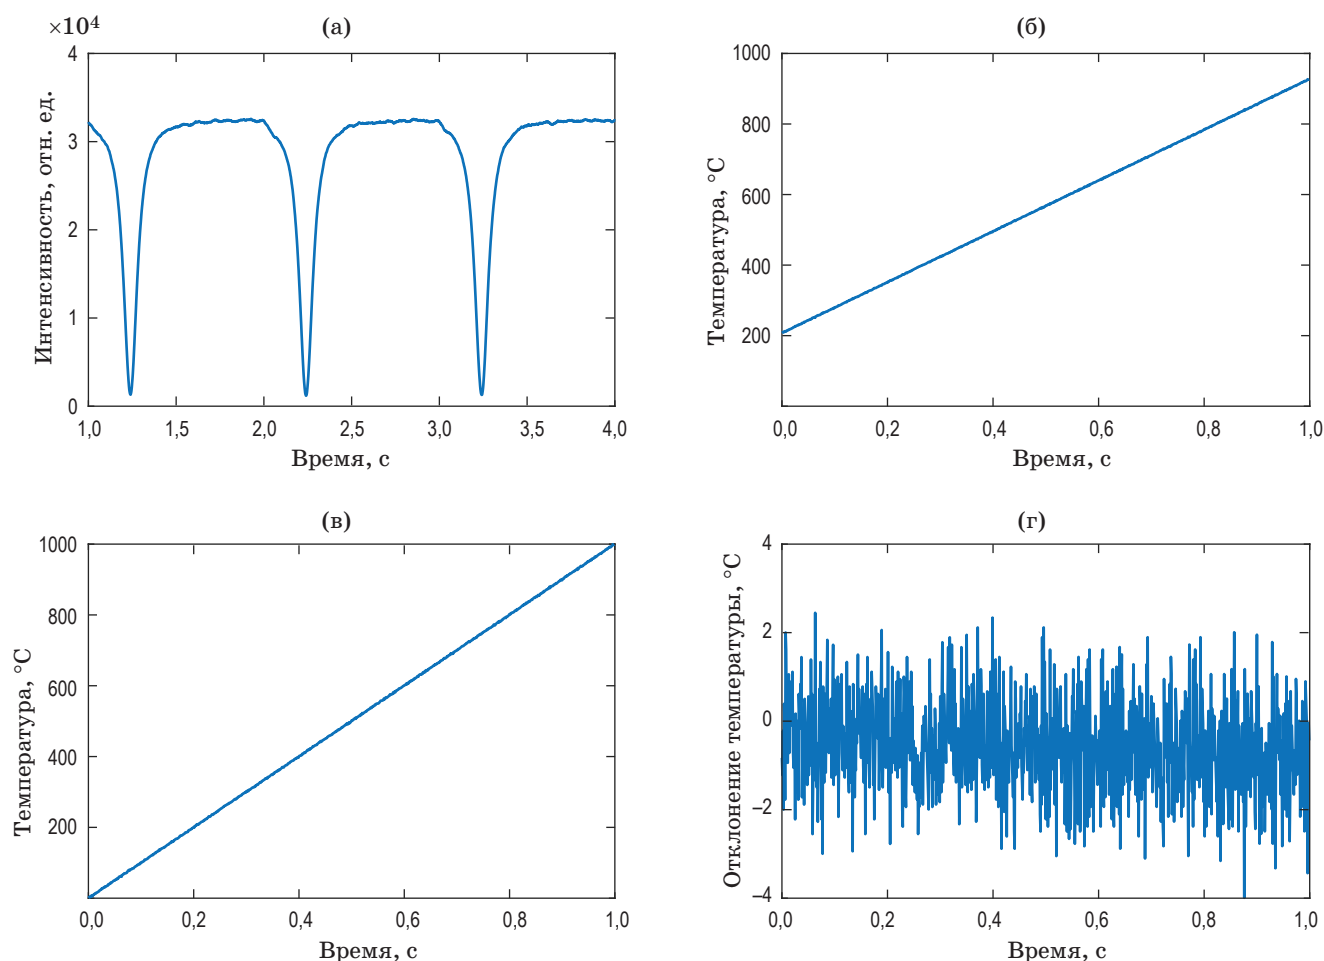 (а)
×10⁴
Интенсивность, отн. ед.
4
3
2
1
0
1,0 1,5 2,0 2,5 3,0 3,5 4,0
Время, с
(б)
Температура, °C
1000
800
600
400
200
0,0 0,2 0,4 0,6 0,8 1,0
Время, с
(в)
Температура, °C
1000
800
600
400
200
0,0 0,2 0,4 0,6 0,8 1,0
Время, с
(г)
Отклонение температуры, °C
4
2
0
−2
−4
0,0 0,2 0,4 0,6 0,8 1,0
Время, с